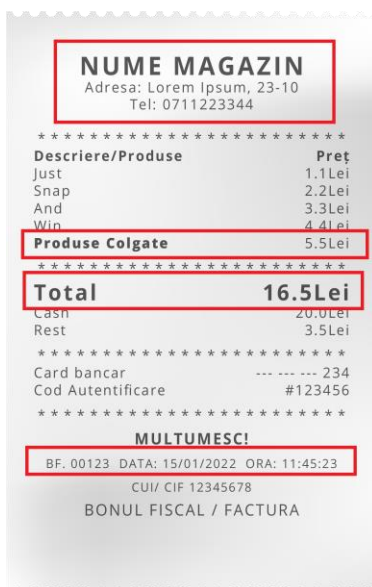 NUME MAGAZIN
Adresa: Lorem Ipsum, 23-10
Tel: 0711223344
* * * * * * * * * * * * * * * * * * * * * * * *
Descriere/Produse Preț
Just 1.1Lei
Snap 2.2Lei
And 3.3Lei
Win 4.4Lei
Produse Colgate 5.5Lei
* * * * * * * * * * * * * * * * * * * * * * * *
Total 16.5Lei
Cash 20.0Lei
Rest 3.5Lei
* * * * * * * * * * * * * * * * * * * * * * * *
Card bancar --- --- --- 234
Cod Autentificare #123456
* * * * * * * * * * * * * * * * * * * * * * * *
MULTUMESC!
BF. 00123 DATA: 15/01/2022 ORA: 11:45:23
CUI/ CIF 12345678
BONUL FISCAL / FACTURA